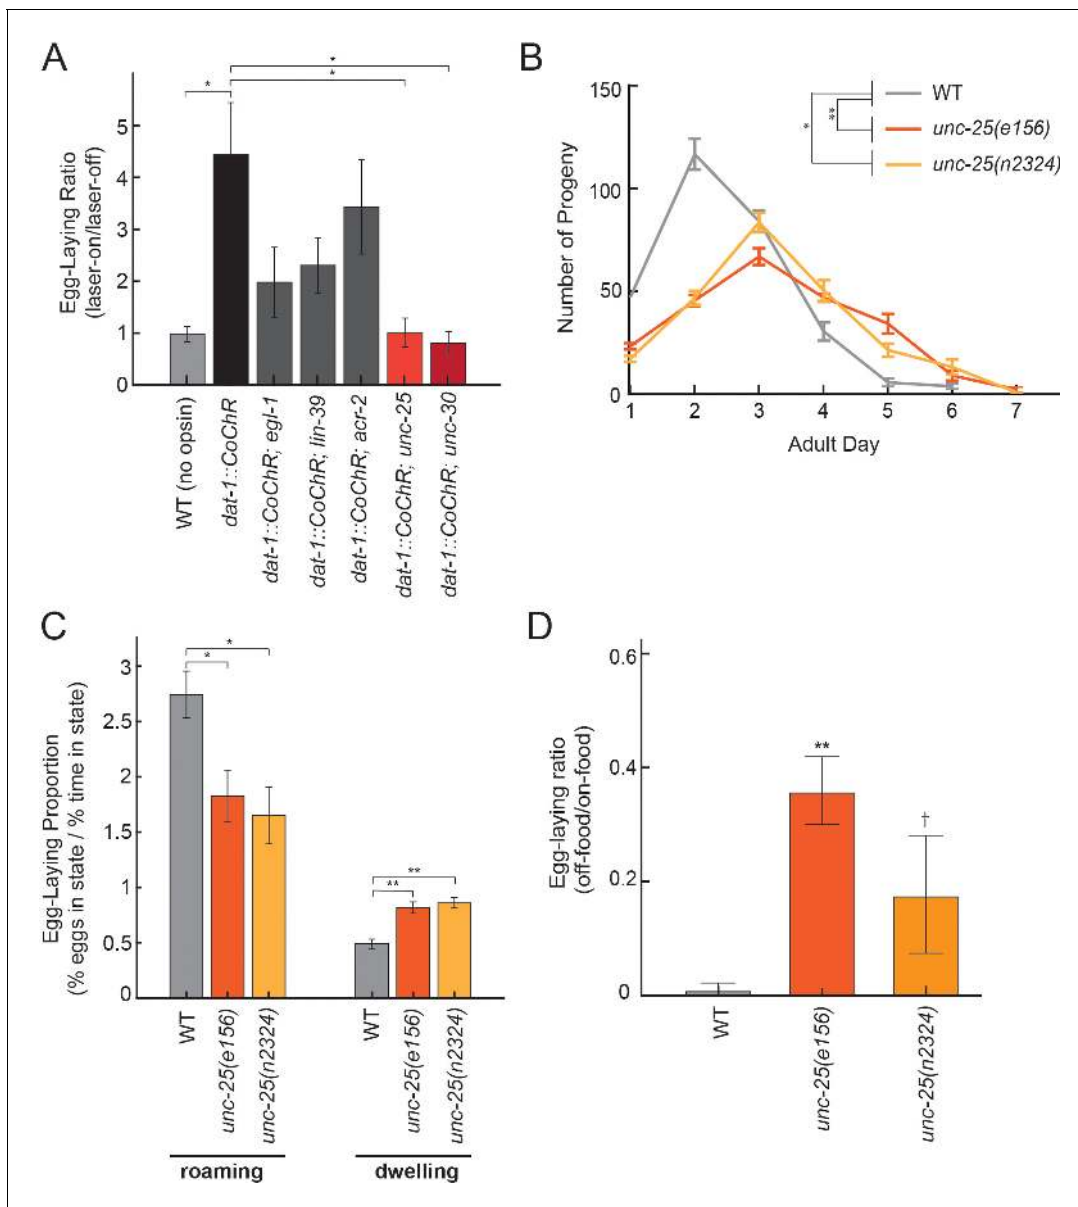 A
Egg-Laying Ratio
(laser-on/laser-off)
5
4
3
2
1
0
*
*
*
WT (no opsin)
dat-1::CoChR
dat-1::CoChR; egl-1
dat-1::CoChR; lin-39
dat-1::CoChR; acr-2
dat-1::CoChR; unc-25
dat-1::CoChR; unc-30
B
Number of Progeny
150
100
50
0
1 2 3 4 5 6 7
Adult Day
*
**
WT
unc-25(e156)
unc-25(n2324)
C
Egg-Laying Proportion
(% eggs in state / % time in state)
3
2.5
2
1.5
1
0.5
0
*
*
**
**
WT
unc-25(e156)
unc-25(n2324)
WT
unc-25(e156)
unc-25(n2324)
roaming
dwelling
D
Egg-laying ratio
(off-food/on-food)
0.6
0.4
0.2
0
**
†
WT
unc-25(e156)
unc-25(n2324)